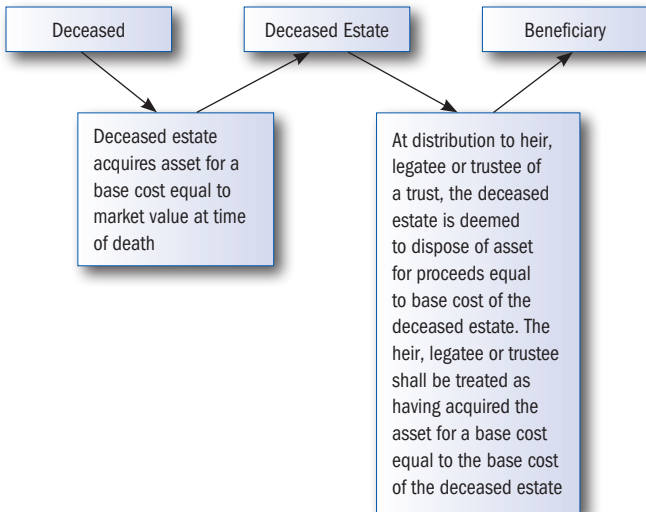 Deceased
Deceased Estate
Beneficiary
Deceased estate
acquires asset for a
base cost equal to
market value at time
of death
At distribution to heir,
legatee or trustee of
a trust, the deceased
estate is deemed
to dispose of asset
for proceeds equal
to base cost of the
deceased estate. The
heir, legatee or trustee
shall be treated as
having acquired the
asset for a base cost
equal to the base cost
of the deceased estate